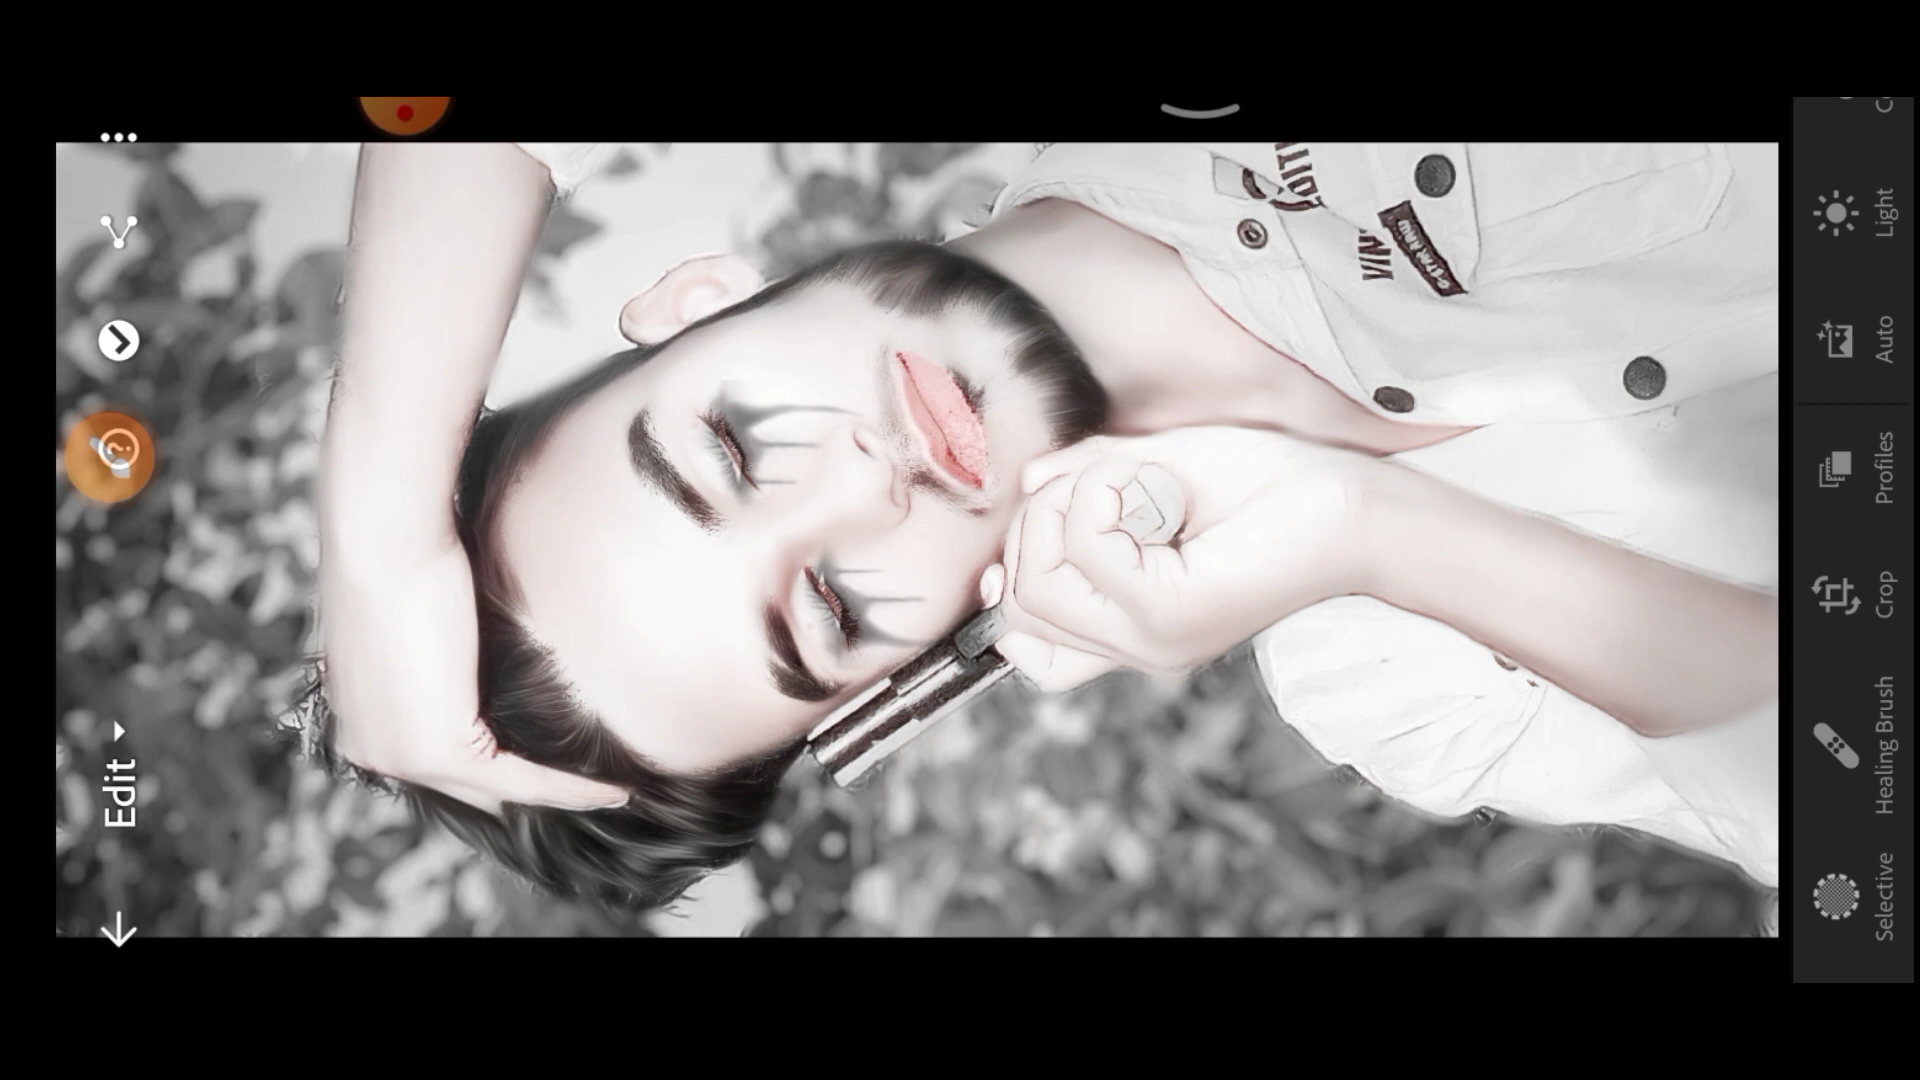 Edit
Selective
Healing Brush
Crop
Profiles
Auto
Light